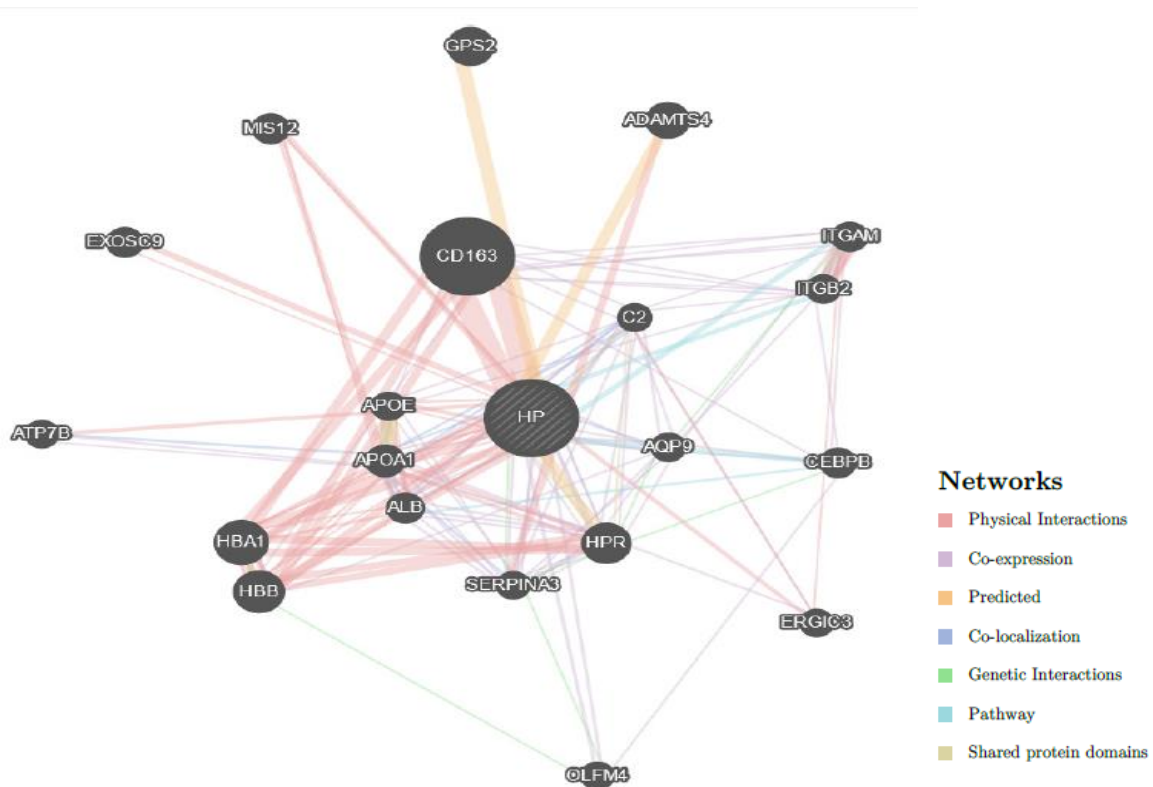 GPS2
ADAMTS4
MIS12
ITGAM
EXOSC9
CD163
ITGB2
C2
APOE
HP
ATP7B
AQP9
APOA1
CEBPB
ALB
HBA1
HPR
SERPINA3
HBB
ERGIC3
OLFM4
Networks
Physical Interactions
Co-expression
Predicted
Co-localization
Genetic Interactions
Pathway
Shared protein domains